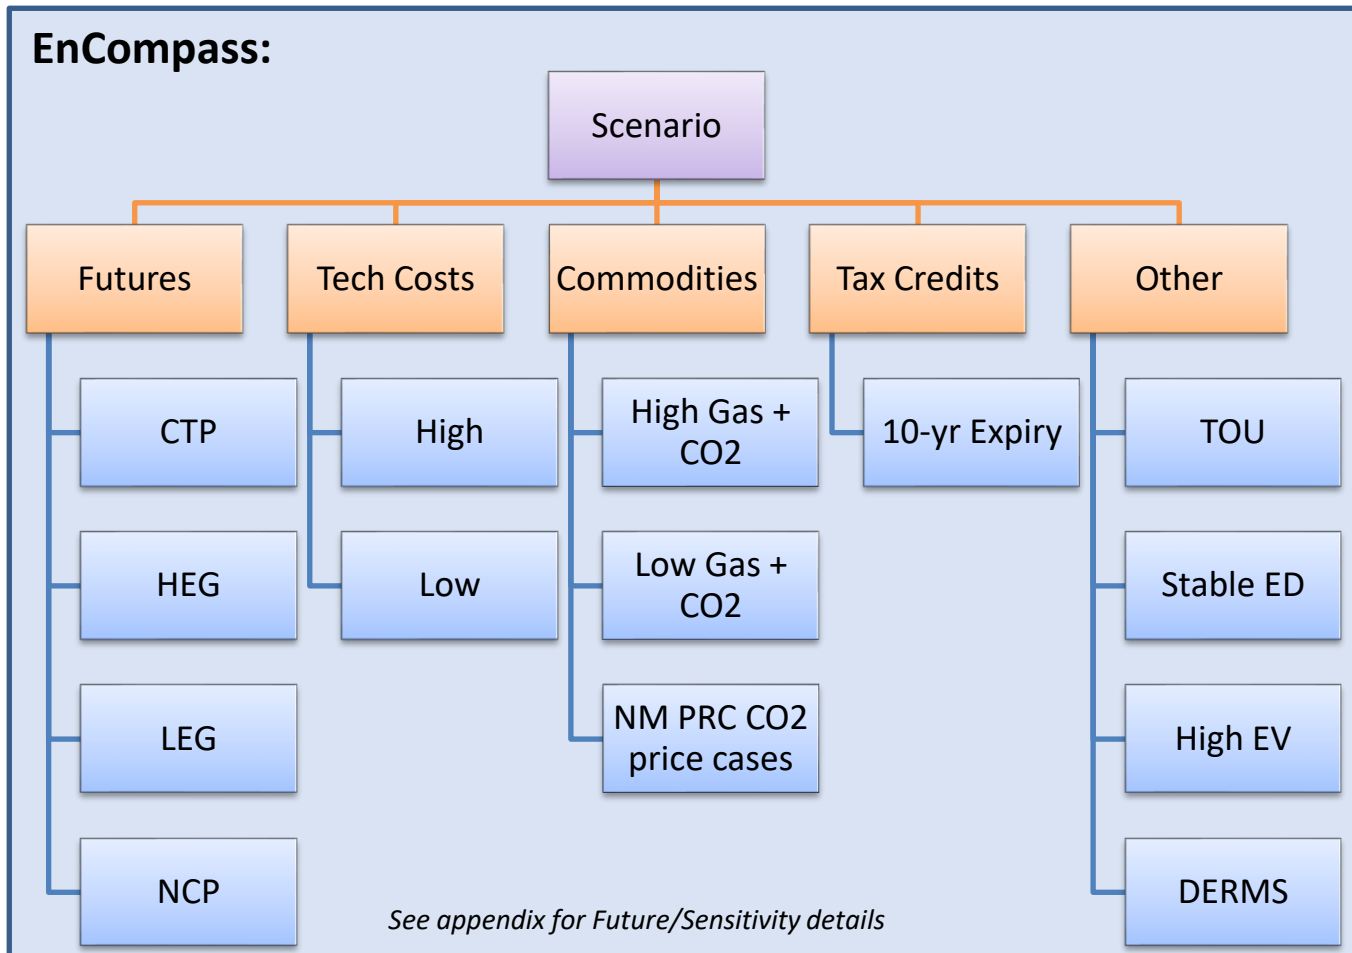 EnCompass:
Scenario
Futures
Tech Costs
Commodities
Tax Credits
Other
CTP
High
High Gas +
CO2
10-yr Expiry
TOU
HEG
Low
Low Gas +
CO2
Stable ED
LEG
NM PRC CO2
price cases
High EV
NCP
DERMS
See appendix for Future/Sensitivity details